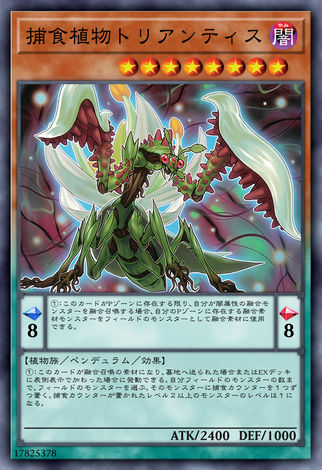 捕食植物トリアンティス
闇
やみ
①:このカードがPゾーンに存在する限り、自分が闇属性の融合モ
ンスターを融合召喚する場合、自分のPゾーンに存在する融合素
材モンスターをフィールドのモンスターとして融合素材に使用
できる。
8
8
【植物族/ペンデュラム/効果】
①:このカードが融合召喚の素材になり、墓地へ送られた場合またはEXデッキ
に表側表示で加わった場合に発動できる。自分フィールドのモンスターの数ま
で、フィールドのモンスターを選ぶ。そのモンスターに捕食カウンターを1つず
つ置く。捕食カウンターが置かれたレベル2以上のモンスターのレベルは1に
なる。
ATK/2400 DEF/1000
17825378